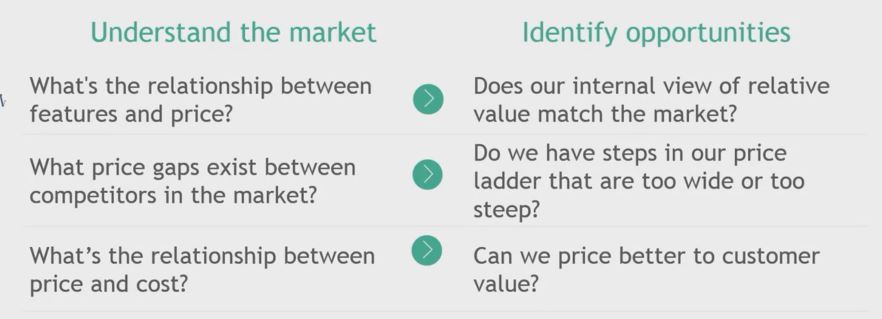 Understand the market
Identify opportunities
What's the relationship between
features and price?
Does our internal view of relative
value match the market?
What price gaps exist between
competitors in the market?
Do we have steps in our price
ladder that are too wide or too
steep?
What’s the relationship between
price and cost?
Can we price better to customer
value?